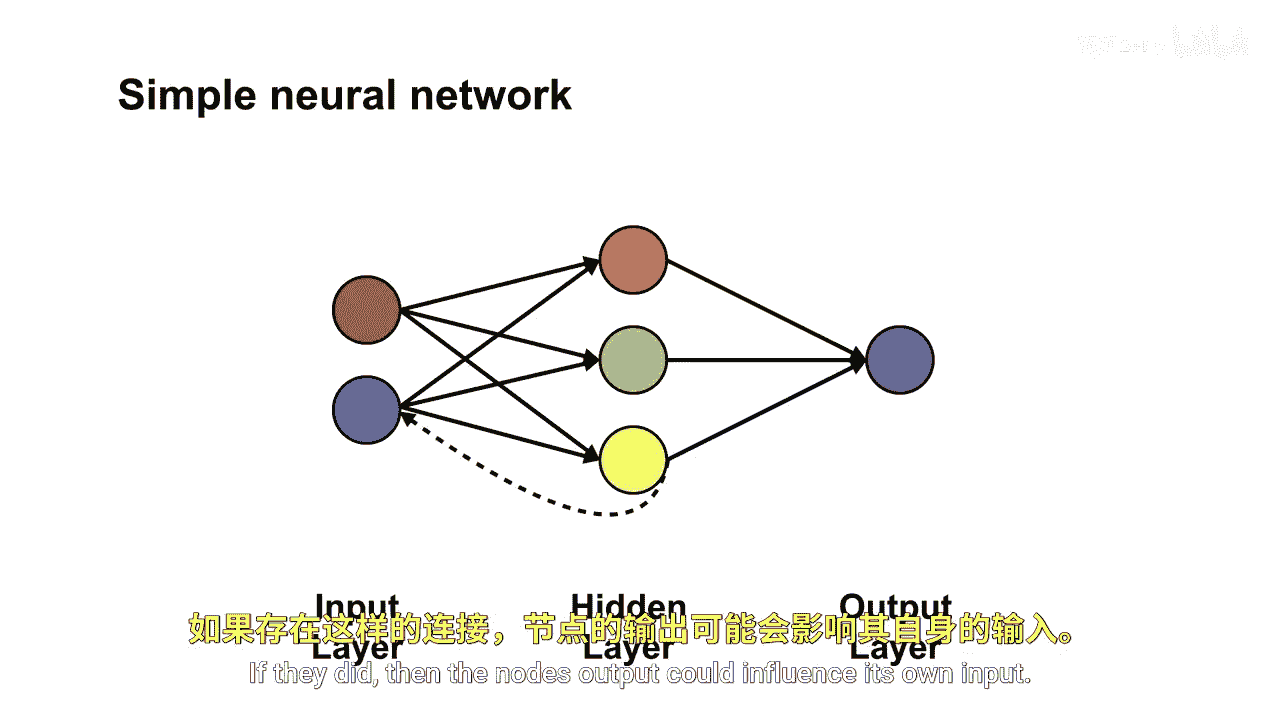 Simple neural network
Input Hidden Output
Layer Layer Layer
如果存在这样的连接，节点的输出可能会影响其自身的输入。
If they did, then the nodes output could influence its own input.